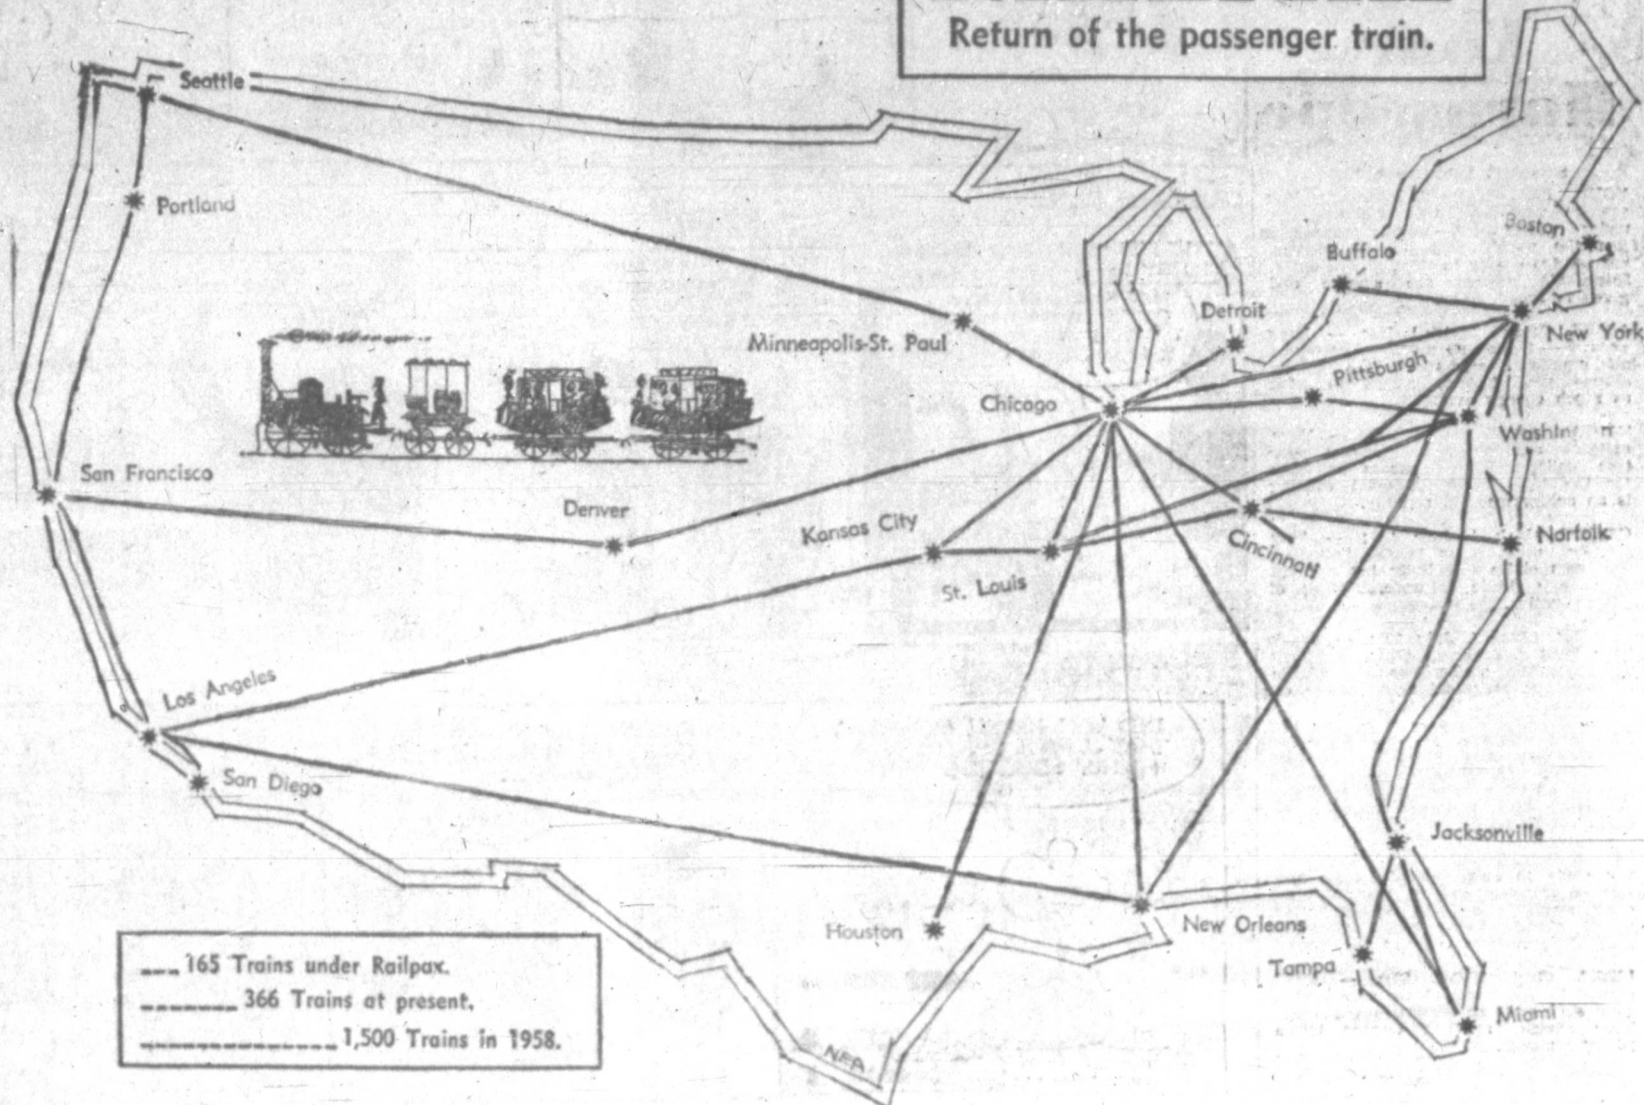 Return of the passenger train.
Seattle
Portland
Boston
Buffalo
Detroit
New York
Minneapolis-St. Paul
Pittsburgh
Chicago
San Francisco
Denver
Kansas City
Norfolk
Cincinnati
St. Louis
Los Angeles
San Diego
Jacksonville
Houston
New Orleans
Tampa
Miami
165 Trains under Railpax.
366 Trains at present.
1,500 Trains in 1958.
NEA